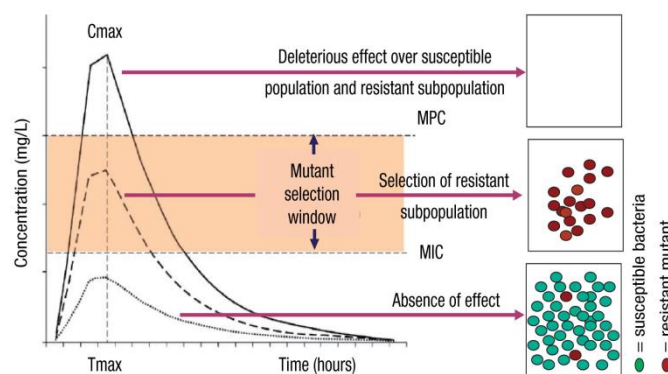 Cmax
Deleterious effect over susceptible
population and resistant subpopulation
MPC
Concentration (mg/L)
Mutant
selection
window
Selection of resistant
subpopulation
MIC
Absence of effect
Tmax
Time (hours)
= susceptible bacteria
= resistant mutant